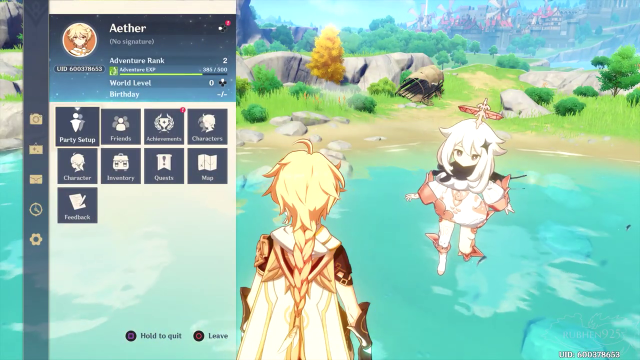 Aether
(No signature)
UID 600378653
Adventure Rank 2
Adventure EXP 385 / 500
World Level 0
Birthday --/--
Party Setup
Friends
Achievements
Characters
Character
Inventory
Quests
Map
Feedback
Hold to quit
Leave
UID: 600378653